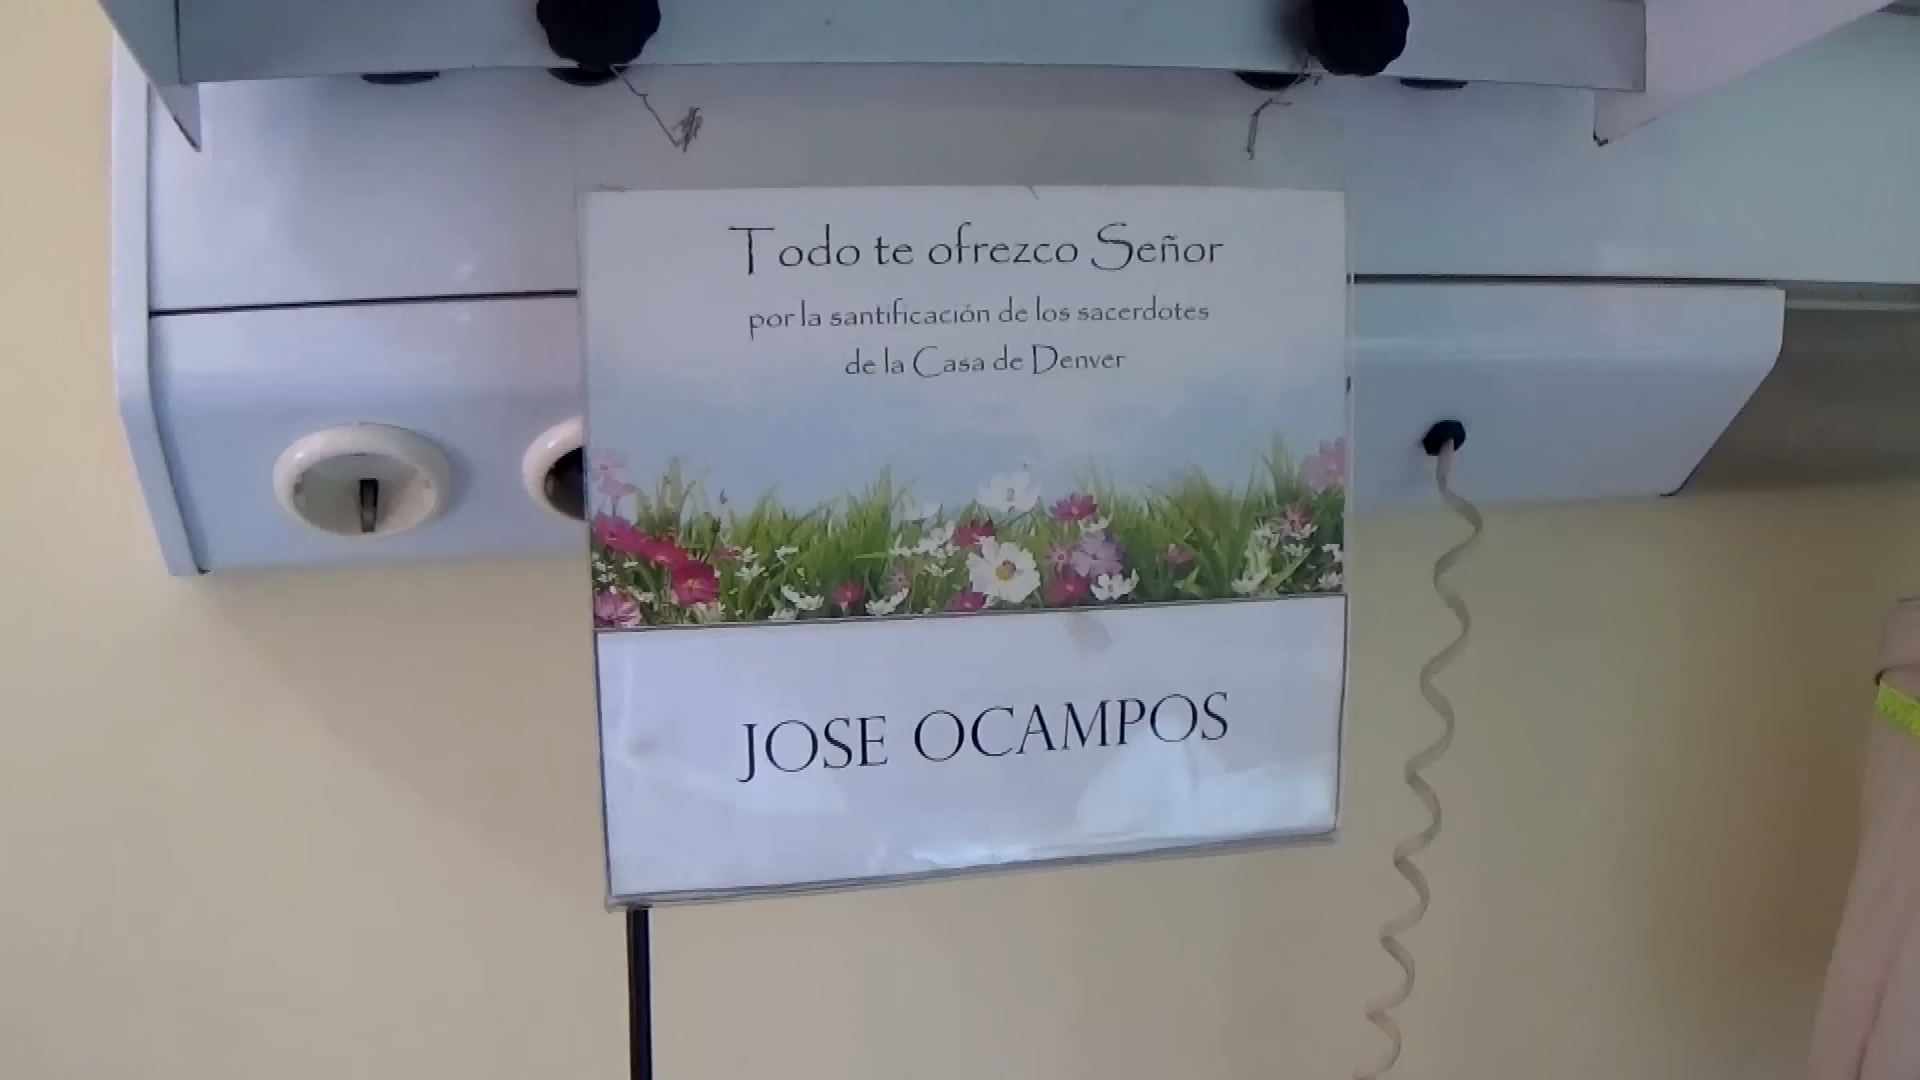 Todo te ofrezco Señor
por la santificación de los sacerdotes
de la Casa de Denver
JOSE OCAMPOS